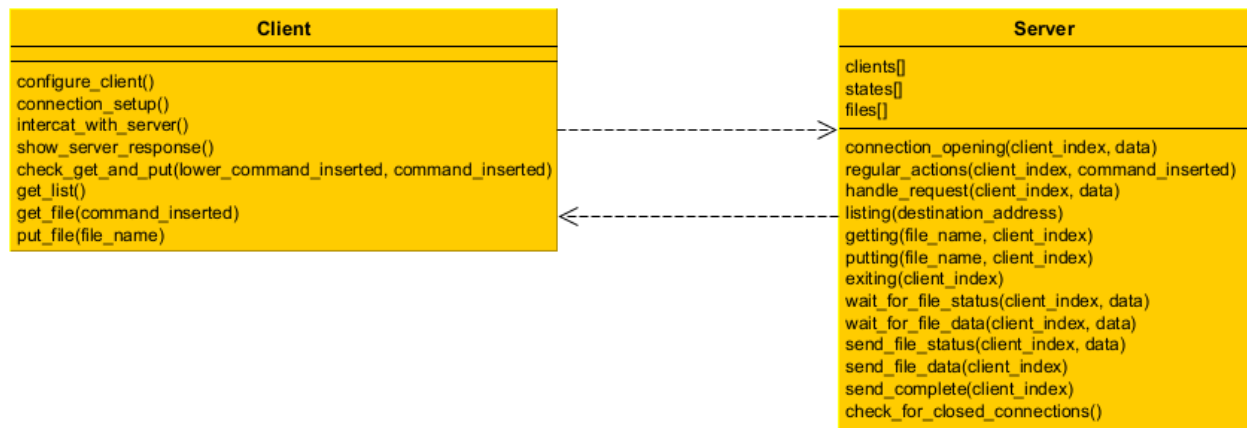 Client
configure_client()
connection_setup()
intercat_with_server()
show_server_response()
check_get_and_put(lower_command_inserted, command_inserted)
get_list()
get_file(command_inserted)
put_file(file_name)
Server
clients[]
states[]
files[]
connection_opening(client_index, data)
regular_actions(client_index, command_inserted)
handle_request(client_index, data)
listing(destination_address)
getting(file_name, client_index)
putting(file_name, client_index)
exiting(client_index)
wait_for_file_status(client_index, data)
wait_for_file_data(client_index, data)
send_file_status(client_index, data)
send_file_data(client_index)
send_complete(client_index)
check_for_closed_connections()